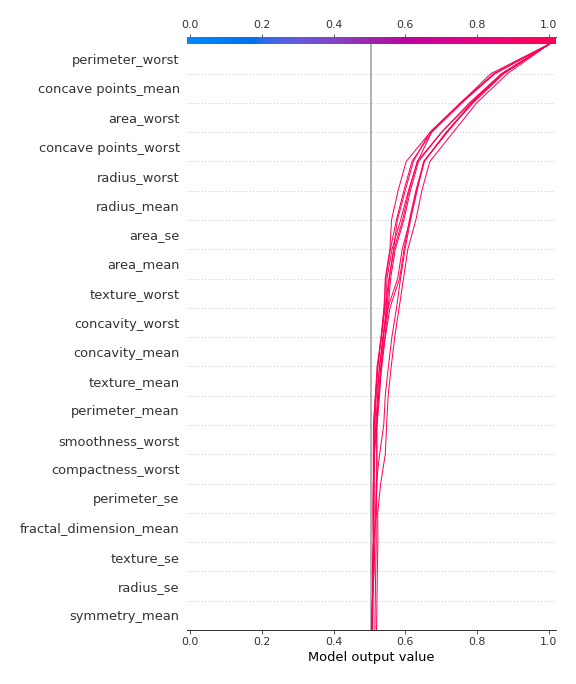 0.0 0.2 0.4 0.6 0.8 1.0
perimeter_worst
concave points_mean
area_worst
concave points_worst
radius_worst
radius_mean
area_se
area_mean
texture_worst
concavity_worst
concavity_mean
texture_mean
perimeter_mean
smoothness_worst
compactness_worst
perimeter_se
fractal_dimension_mean
texture_se
radius_se
symmetry_mean
0.0 0.2 0.4 0.6 0.8 1.0
Model output value